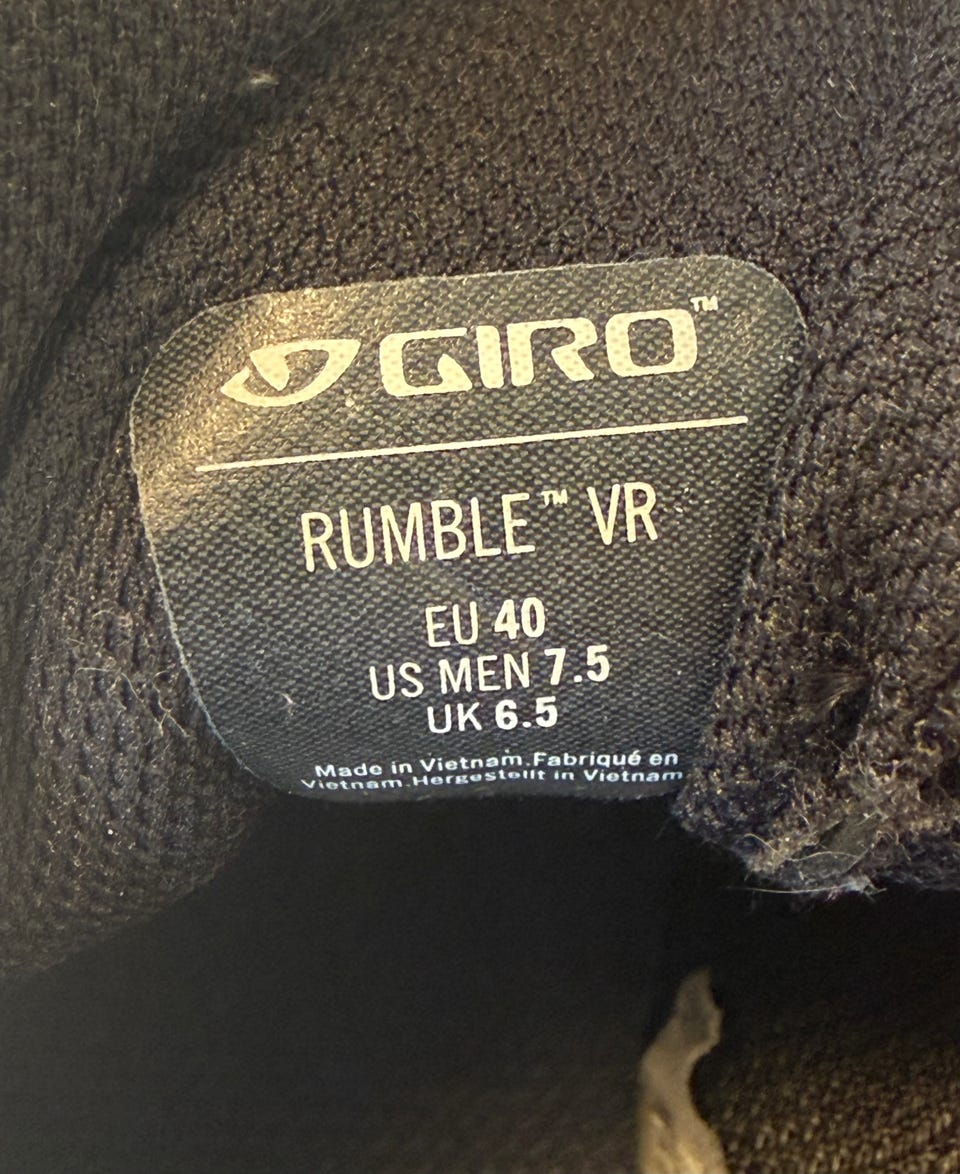 GIRO™
RUMBLE™ VR
EU 40
US MEN 7.5
UK 6.5
Made in Vietnam.Fabriqué en
Vietnam.Hergestellt in Vietnam